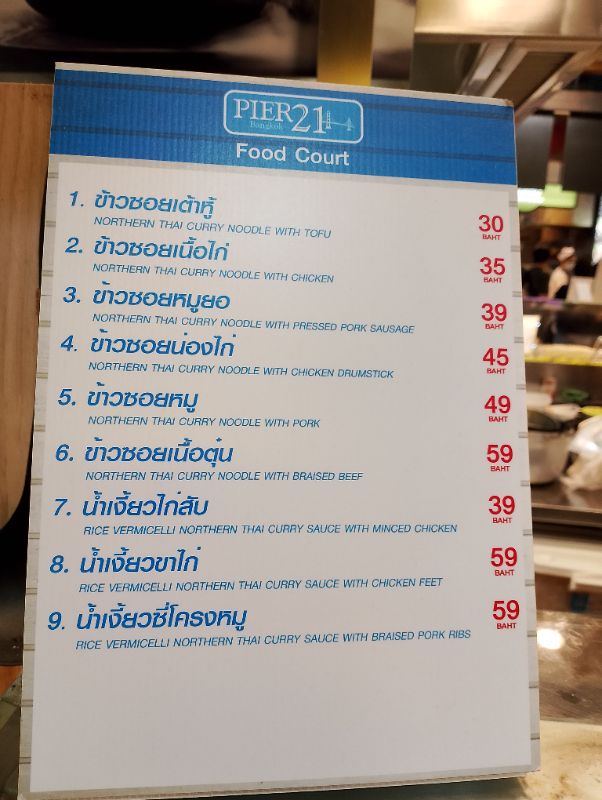 PIER 21
Bangkok
Food Court
1. ข้าวซอยเต้าหู้
NORTHERN THAI CURRY NOODLE WITH TOFU
30 BAHT
2. ข้าวซอยเนื้อไก่
NORTHERN THAI CURRY NOODLE WITH CHICKEN
35 BAHT
3. ข้าวซอยหมูยอ
NORTHERN THAI CURRY NOODLE WITH PRESSED PORK SAUSAGE
39 BAHT
4. ข้าวซอยน่องไก่
NORTHERN THAI CURRY NOODLE WITH CHICKEN DRUMSTICK
45 BAHT
5. ข้าวซอยหมู
NORTHERN THAI CURRY NOODLE WITH PORK
49 BAHT
6. ข้าวซอยเนื้อตุ๋น
NORTHERN THAI CURRY NOODLE WITH BRAISED BEEF
59 BAHT
7. น้ำเงี้ยวไก่สับ
RICE VERMICELLI NORTHERN THAI CURRY SAUCE WITH MINCED CHICKEN
39 BAHT
8. น้ำเงี้ยวขาไก่
RICE VERMICELLI NORTHERN THAI CURRY SAUCE WITH CHICKEN FEET
59 BAHT
9. น้ำเงี้ยวซี่โครงหมู
RICE VERMICELLI NORTHERN THAI CURRY SAUCE WITH BRAISED PORK RIBS
59 BAHT